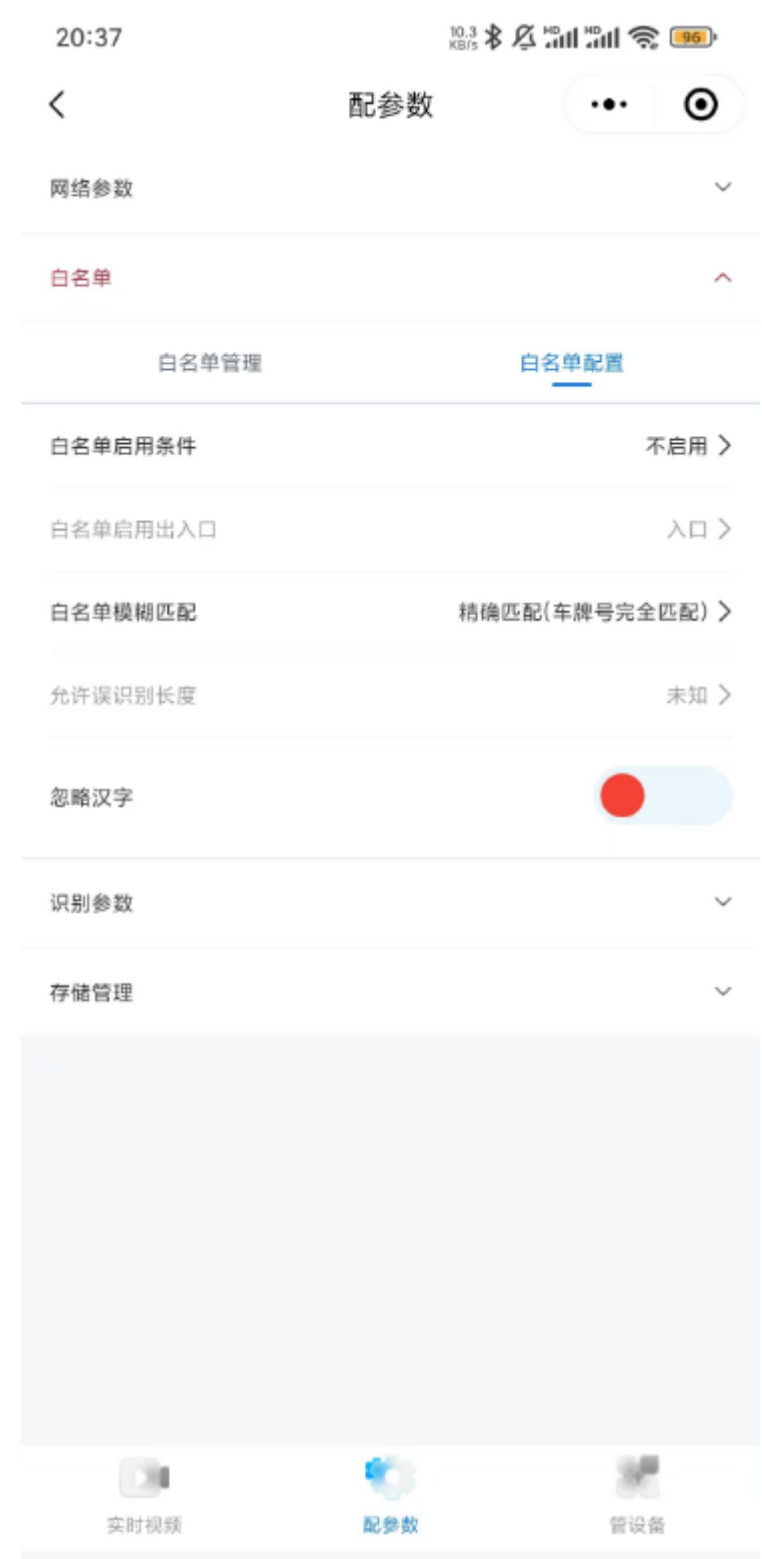 20:37
10.3 KB/s HD HD 96
配参数
网络参数
白名单
白名单管理 白名单配置
白名单启用条件 不启用
白名单启用出入口 入口
白名单模糊匹配 精确匹配(车牌号完全匹配)
允许误识别长度 未知
忽略汉字
识别参数
存储管理
实时视频 配参数 管设备